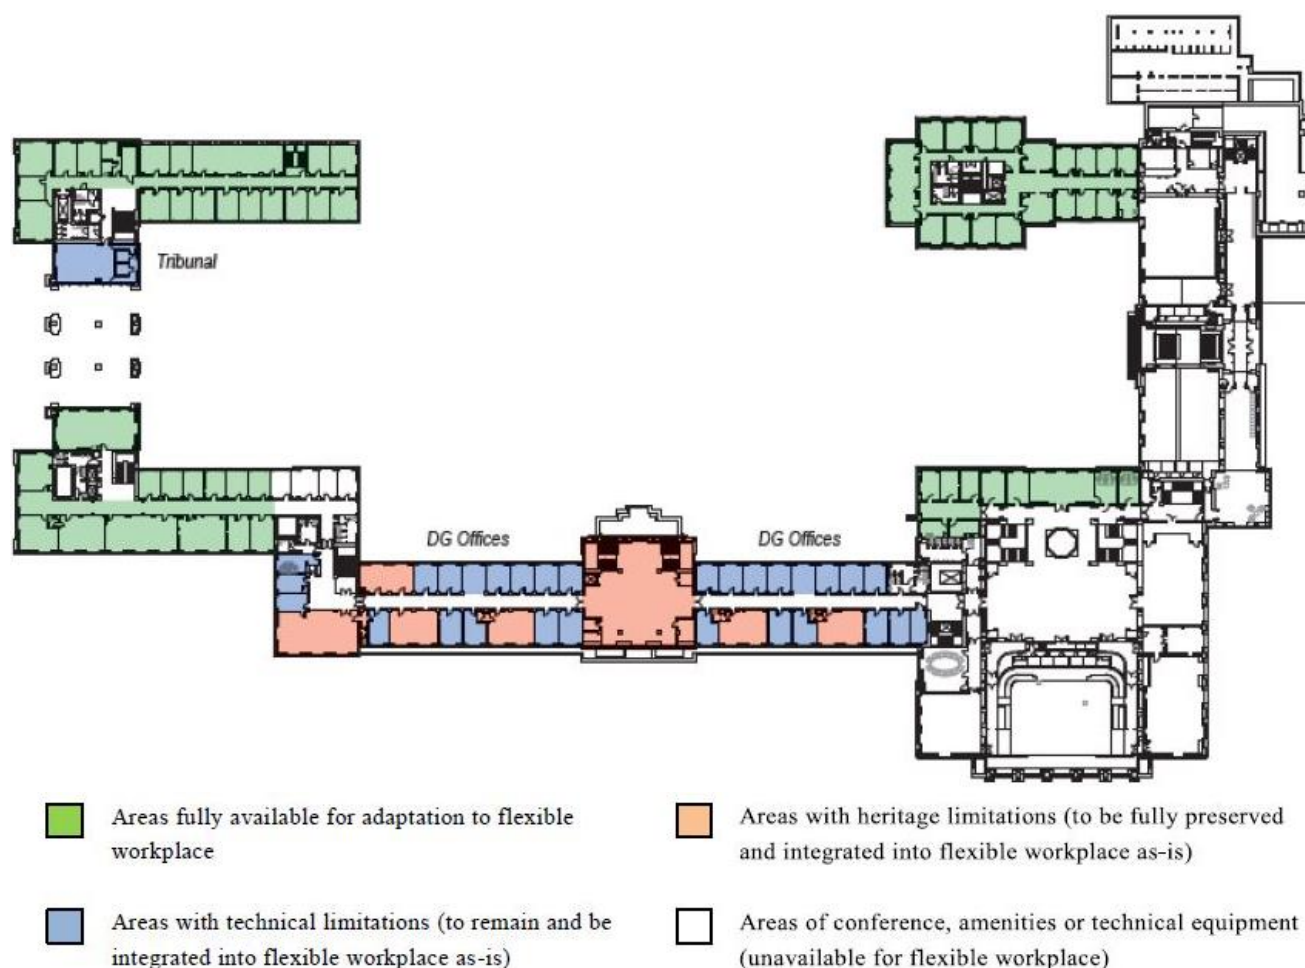 Tribunal
DG Offices
DG Offices
Areas fully available for adaptation to flexible
workplace
Areas with heritage limitations (to be fully preserved
and integrated into flexible workplace as-is)
Areas with technical limitations (to remain and be
integrated into flexible workplace as-is)
Areas of conference, amenities or technical equipment
(unavailable for flexible workplace)